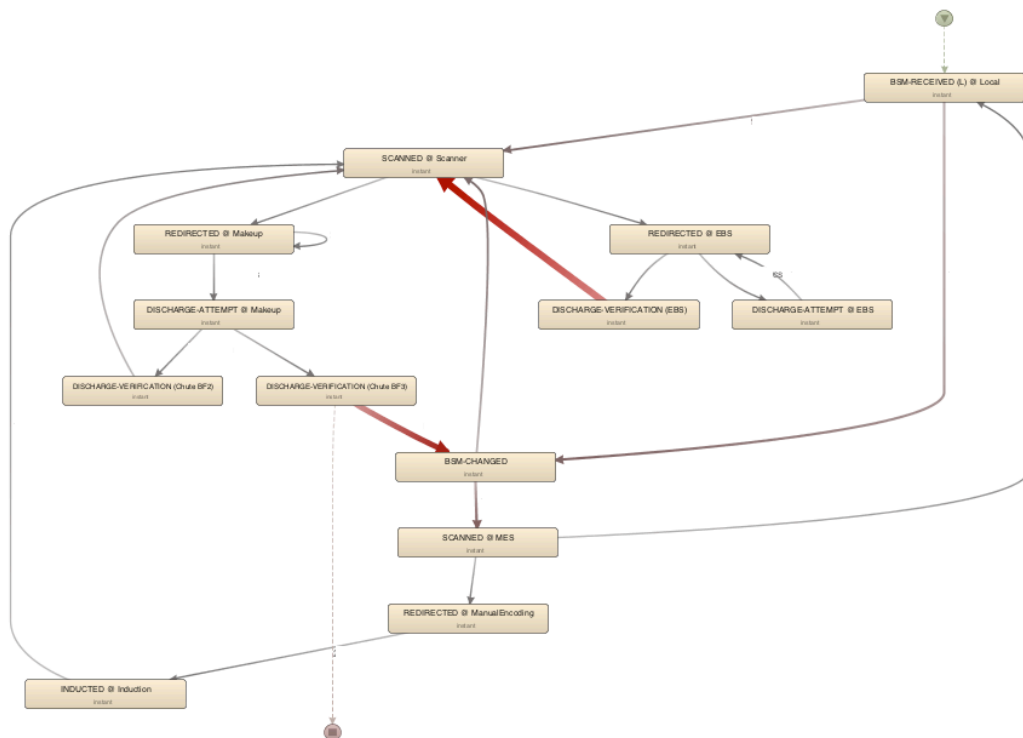 BSM-RECEIVED (L) @ Local
instant
SCANNED @ Scanner
instant
REDIRECTED @ Makeup
instant
REDIRECTED @ EBS
instant
DISCHARGE-ATTEMPT @ Makeup
instant
DISCHARGE-VERIFICATION (EBS)
instant
DISCHARGE-ATTEMPT @ EBS
instant
DISCHARGE-VERIFICATION (Chute BF2)
instant
DISCHARGE-VERIFICATION (Chute BF3)
instant
BSM-CHANGED
instant
SCANNED @ MES
instant
REDIRECTED @ ManualEncoding
instant
INDUCTED @ Induction
instant